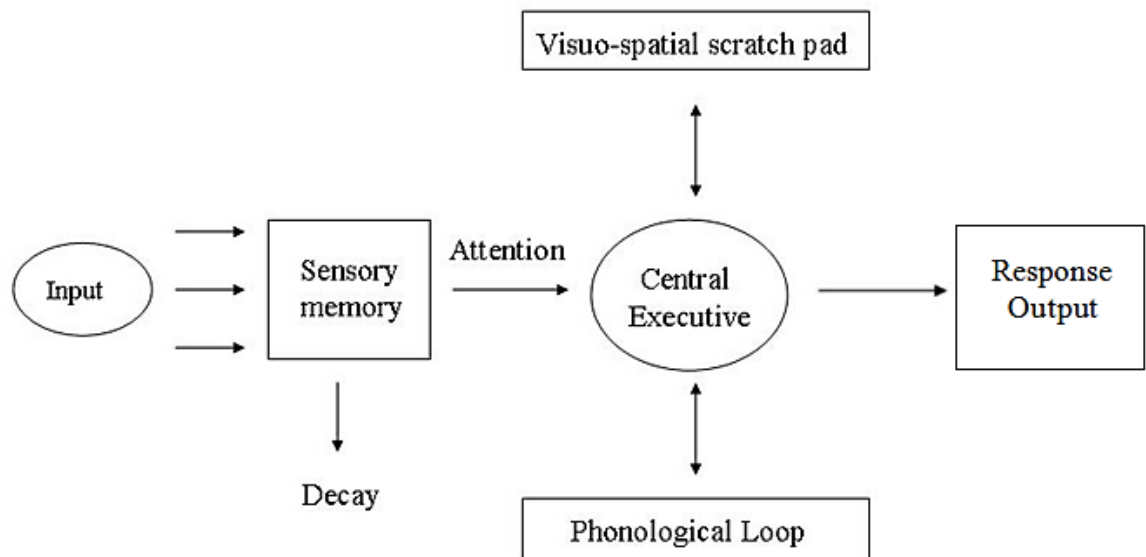 Visuo-spatial scratch pad
Input
Sensory
memory
Attention
Central
Executive
Response
Output
Decay
Phonological Loop